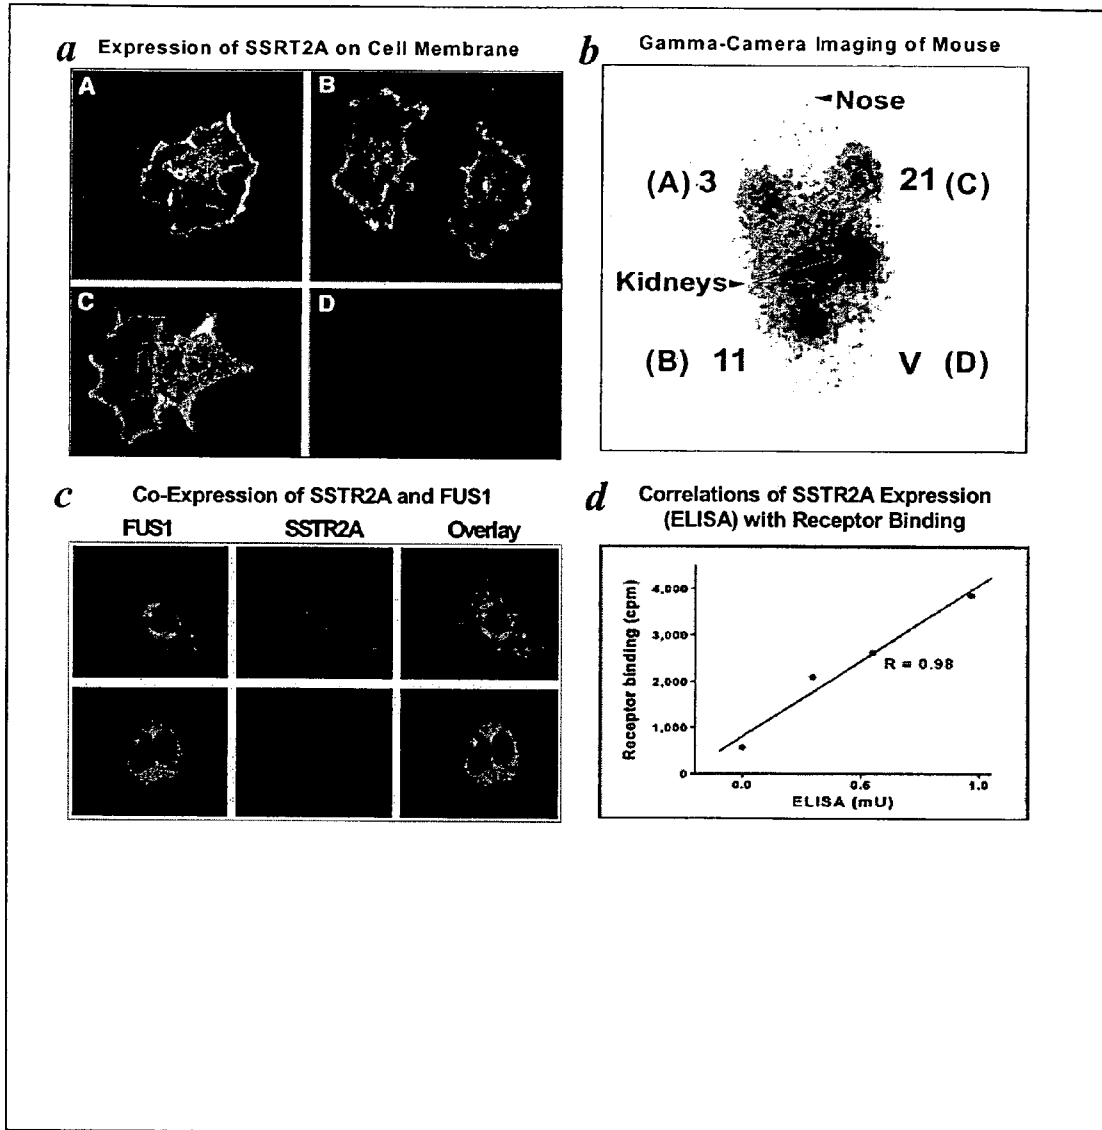 a Expression of SSRT2A on Cell Membrane
A
B
C
D
b Gamma-Camera Imaging of Mouse
Nose
(A) 3
21 (C)
Kidneys
(B) 11
V (D)
c Co-Expression of SSTR2A and FUS1
FUS1 SSTR2A Overlay
d Correlations of SSTR2A Expression
(ELISA) with Receptor Binding
Receptor binding (cpm)
4,000
3,000
2,000
1,000
0
R = 0.98
0.0 0.5 1.0
ELISA (mU)